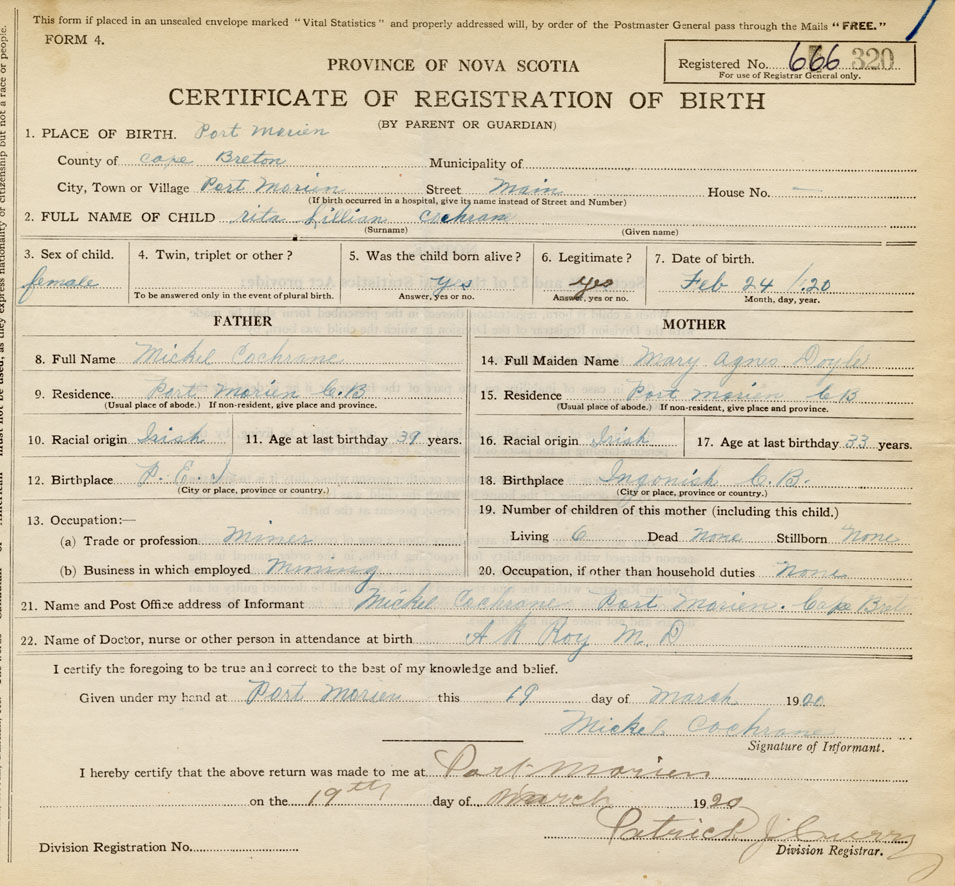 This form if placed in an unsealed envelope marked "Vital Statistics" and properly addressed will, by order of the Postmaster General pass through the Mails "FREE."
FORM 4.
Registered No. 666 320
For use of Registrar General only.
PROVINCE OF NOVA SCOTIA
CERTIFICATE OF REGISTRATION OF BIRTH
(BY PARENT OR GUARDIAN)
1. PLACE OF BIRTH. Port Morien
County of Cape Breton Municipality of
City, Town or Village Port Morien Street Main House No. —
(If birth occurred in a hospital, give its name instead of Street and Number)
2. FULL NAME OF CHILD rita Lillian Cochran
(Surname) (Given name)
3. Sex of child. 4. Twin, triplet or other? 5. Was the child born alive? 6. Legitimate? 7. Date of birth.
female yes yes Feb 24 1.20
To be answered only in the event of plural birth. Answer, yes or no. Answer, yes or no. Month, day, year.
FATHER MOTHER
8. Full Name Mickel Cochrane 14. Full Maiden Name Mary Agnes Doyle
9. Residence. Port Morien C.B 15. Residence Port Morien C B
(Usual place of abode.) If non-resident, give place and province. (Usual place of abode.) If non-resident, give place and province.
10. Racial origin Irish 11. Age at last birthday 39 years. 16. Racial origin Irish 17. Age at last birthday 33 years.
12. Birthplace P. E. I 18. Birthplace Ingonish C.B.
(City or place, province or country.) (City or place, province or country.)
13. Occupation:— 19. Number of children of this mother (including this child.)
(a) Trade or profession Miner Living 6 Dead None Stillborn None
(b) Business in which employed Mining 20. Occupation, if other than household duties None
21. Name and Post Office address of Informant Mickel Cochrane Port Morien. Cape Bret
22. Name of Doctor, nurse or other person in attendance at birth. A K Roy M. D
I certify the foregoing to be true and correct to the best of my knowledge and belief.
Given under my hand at Port Morien this 19 day of March 1920
Mickel Cochrane
Signature of Informant.
I hereby certify that the above return was made to me at Port Morien
on the 19th day of March 1920
Patrick J Curry
Division Registration No. Division Registrar.